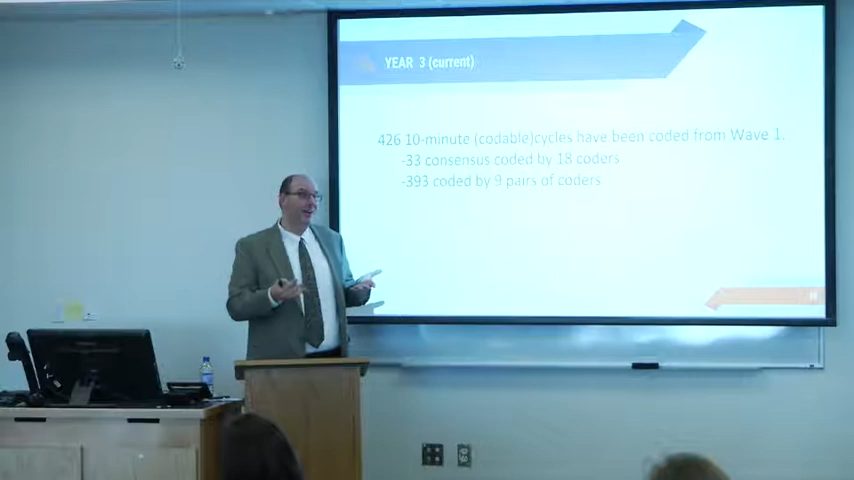 YEAR 3 (current)
426 10-minute (codable)cycles have been coded from Wave 1.
-33 consensus coded by 18 coders
-393 coded by 9 pairs of coders